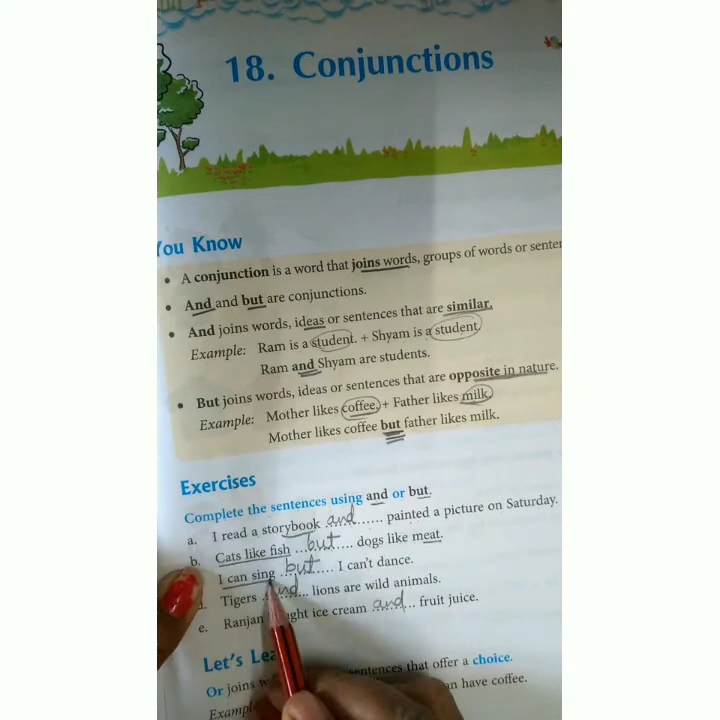 18. Conjunctions
You Know
• A conjunction is a word that joins words, groups of words or senten
• And and but are conjunctions.
• And joins words, ideas or sentences that are similar.
Example: Ram is a student. + Shyam is a student.
Ram and Shyam are students.
• But joins words, ideas or sentences that are opposite in nature.
Example: Mother likes coffee. + Father likes milk.
Mother likes coffee but father likes milk.
Exercises
Complete the sentences using and or but.
a. I read a storybook and painted a picture on Saturday.
b. Cats like fish but dogs like meat.
I can sing but I can't dance.
d. Tigers and lions are wild animals.
e. Ranjan ght ice cream and fruit juice.
Let's Lea
Or joins w sentences that offer a choice.
Exampl n have coffee.